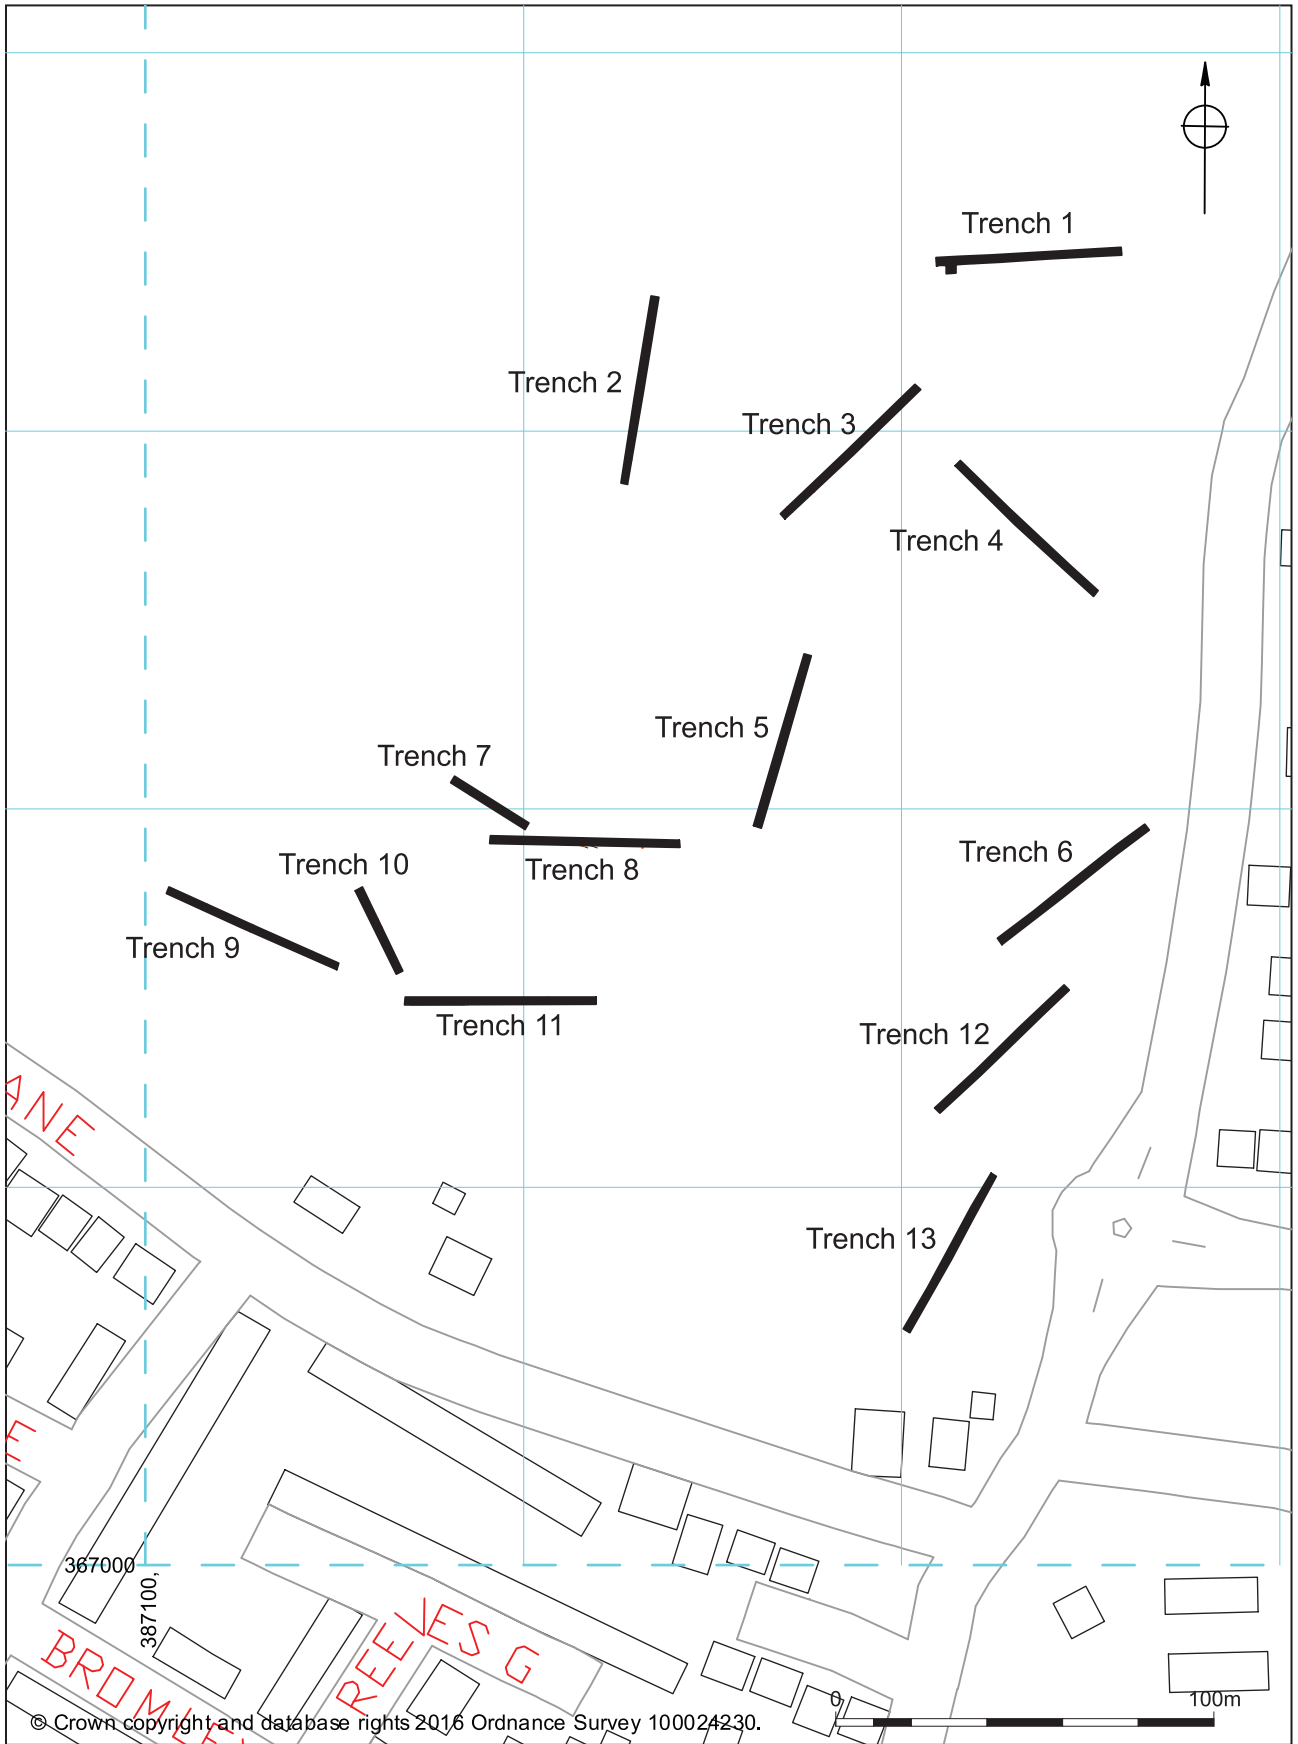 Trench 1
Trench 2
Trench 3
Trench 4
Trench 5
Trench 7
Trench 6
Trench 10
Trench 8
Trench 9
Trench 11
Trench 12
ANE
Trench 13
E
367000
387100,
REEVES G
BROMLEY
0
100m
© Crown copyright and database rights 2016 Ordnance Survey 100024230.